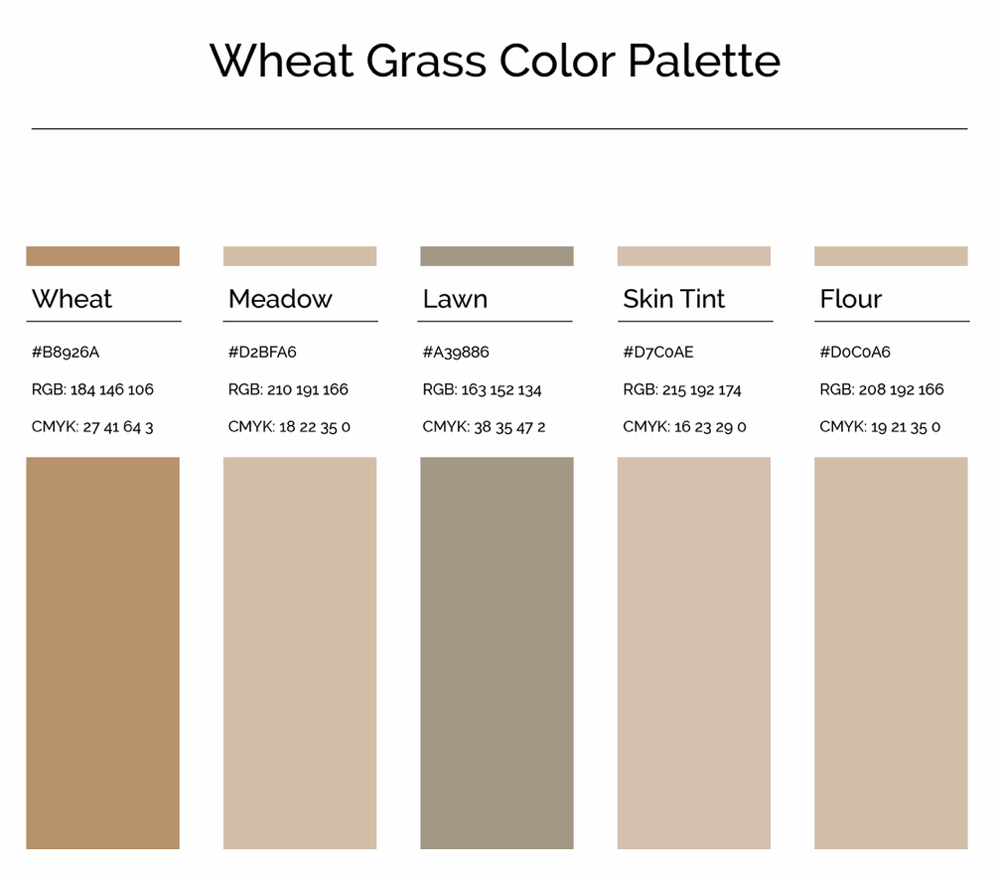 Wheat Grass Color Palette
Wheat
#B8926A
RGB: 184 146 106
CMYK: 27 41 64 3
Meadow
#D2BFA6
RGB: 210 191 166
CMYK: 18 22 35 0
Lawn
#A39886
RGB: 163 152 134
CMYK: 38 35 47 2
Skin Tint
#D7C0AE
RGB: 215 192 174
CMYK: 16 23 29 0
Flour
#D0C0A6
RGB: 208 192 166
CMYK: 19 21 35 0